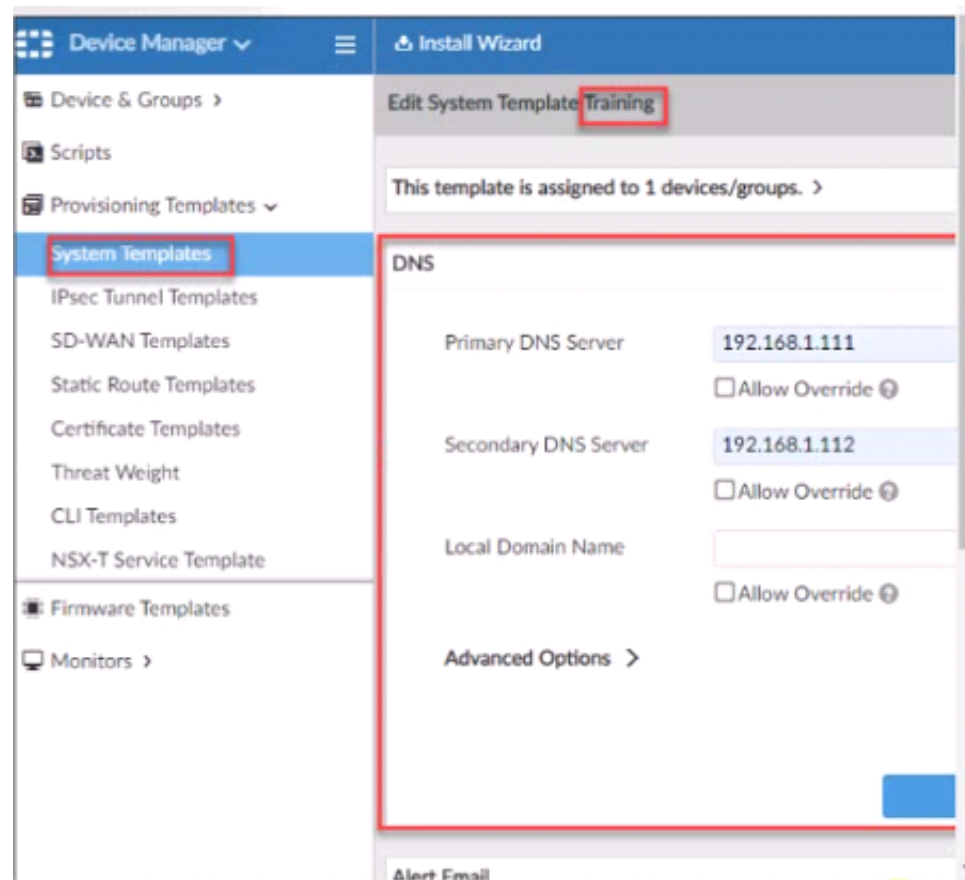 Device Manager
Install Wizard
Device & Groups >
Edit System Template Training
Scripts
This template is assigned to 1 devices/groups. >
Provisioning Templates
System Templates
DNS
IPsec Tunnel Templates
SD-WAN Templates
Primary DNS Server 192.168.1.111
Static Route Templates
Allow Override
Certificate Templates
Secondary DNS Server 192.168.1.112
Threat Weight
Allow Override
CLI Templates
Local Domain Name
NSX-T Service Template
Allow Override
Firmware Templates
Monitors >
Advanced Options >
Alert Email